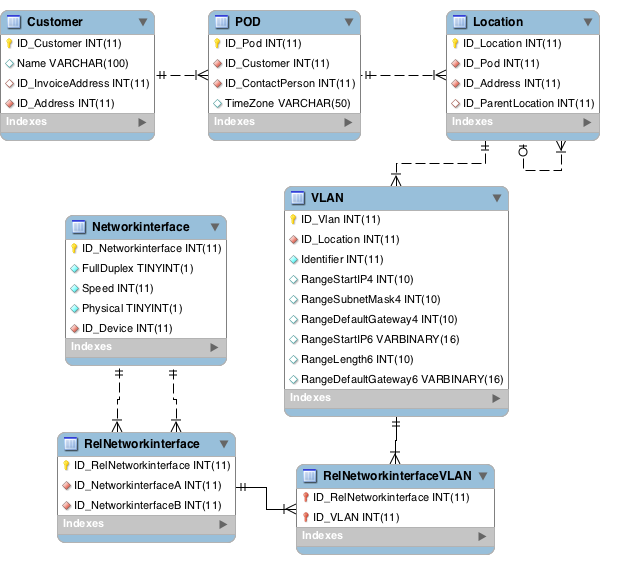 Customer
ID_Customer INT(11)
Name VARCHAR(100)
ID_InvoiceAddress INT(11)
ID_Address INT(11)
Indexes
POD
ID_Pod INT(11)
ID_Customer INT(11)
ID_ContactPerson INT(11)
TimeZone VARCHAR(50)
Indexes
Location
ID_Location INT(11)
ID_Pod INT(11)
ID_Address INT(11)
ID_ParentLocation INT(11)
Indexes
VLAN
ID_Vlan INT(11)
ID_Location INT(11)
Identifier INT(11)
RangeStartIP4 INT(10)
RangeSubnetMask4 INT(10)
RangeDefaultGateway4 INT(10)
RangeStartIP6 VARBINARY(16)
RangeLength6 INT(10)
RangeDefaultGateway6 VARBINARY(16)
Indexes
Networkinterface
ID_Networkinterface INT(11)
FullDuplex TINYINT(1)
Speed INT(11)
Physical TINYINT(1)
ID_Device INT(11)
Indexes
RelNetworkinterface
ID_RelNetworkinterface INT(11)
ID_NetworkinterfaceA INT(11)
ID_NetworkinterfaceB INT(11)
Indexes
RelNetworkinterfaceVLAN
ID_RelNetworkinterface INT(11)
ID_VLAN INT(11)
Indexes